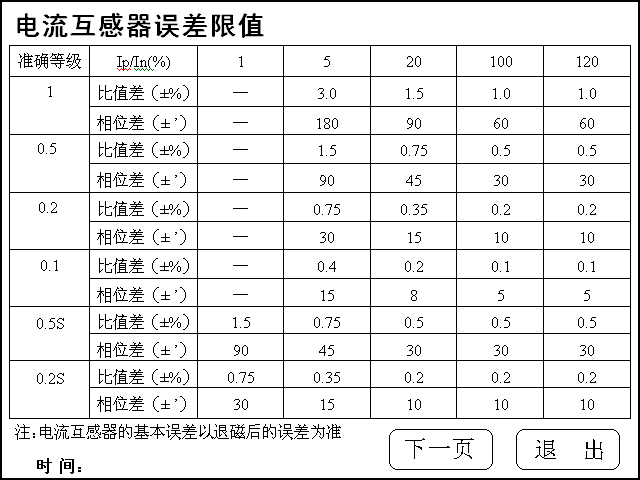 电流互感器误差限值
准确等级 Ip/In(%) 1 5 20 100 120
1 比值差（±%） — 3.0 1.5 1.0 1.0
相位差（±’） — 180 90 60 60
0.5 比值差（±%） — 1.5 0.75 0.5 0.5
相位差（±’） — 90 45 30 30
0.2 比值差（±%） — 0.75 0.35 0.2 0.2
相位差（±’） — 30 15 10 10
0.1 比值差（±%） — 0.4 0.2 0.1 0.1
相位差（±’） — 15 8 5 5
0.5S 比值差（±%） 1.5 0.75 0.5 0.5 0.5
相位差（±’） 90 45 30 30 30
0.2S 比值差（±%） 0.75 0.35 0.2 0.2 0.2
相位差（±’） 30 15 10 10 10
注：电流互感器的基本误差以退磁后的误差为准
下一页 退 出
时 间：